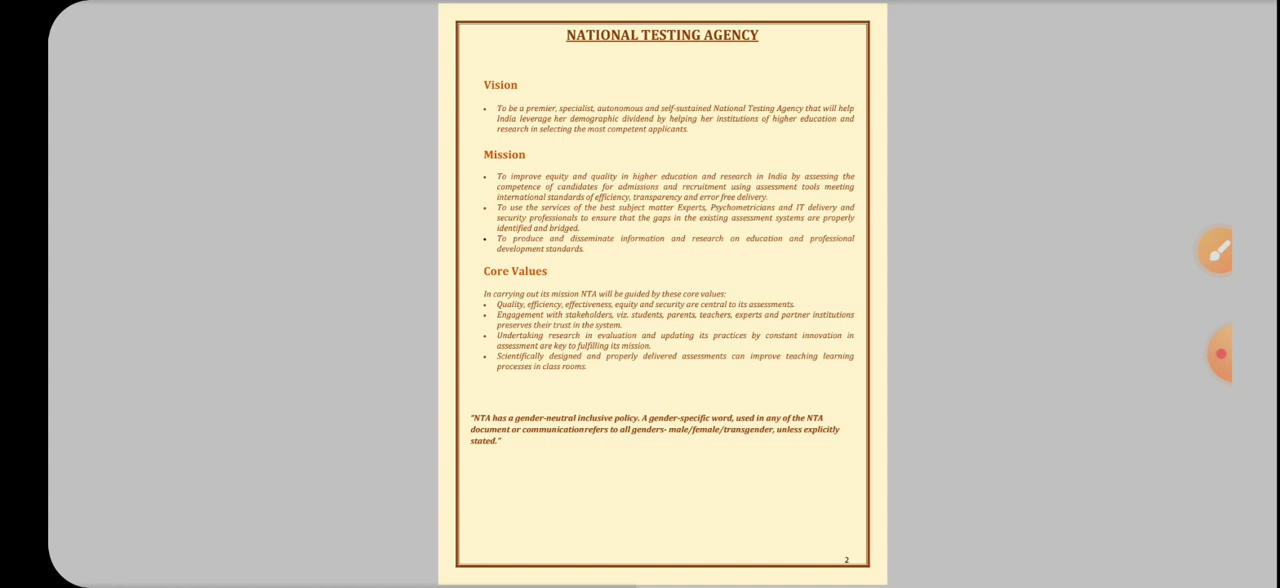 NATIONAL TESTING AGENCY
Vision
• To be a premier, specialist, autonomous and self-sustained National Testing Agency that will help
India leverage her demographic dividend by helping her institutions of higher education and
research in selecting the most competent applicants.
Mission
• To improve equity and quality in higher education and research in India by assessing the
competence of candidates for admissions and recruitment using assessment tools meeting
international standards of efficiency, transparency and error free delivery.
• To use the services of the best subject matter Experts, Psychometricians and IT delivery and
security professionals to ensure that the gaps in the existing assessment systems are properly
identified and bridged.
• To produce and disseminate information and research on education and professional
development standards.
Core Values
In carrying out its mission NTA will be guided by these core values:
• Quality, efficiency, effectiveness, equity and security are central to its assessments.
• Engagement with stakeholders, viz. students, parents, teachers, experts and partner institutions
preserves their trust in the system.
• Undertaking research in evaluation and updating its practices by constant innovation in
assessment are key to fulfilling its mission.
• Scientifically designed and properly delivered assessments can improve teaching learning
processes in class rooms.
"NTA has a gender-neutral inclusive policy. A gender-specific word, used in any of the NTA
document or communicationrefers to all genders- male/female/transgender, unless explicitly
stated."
2